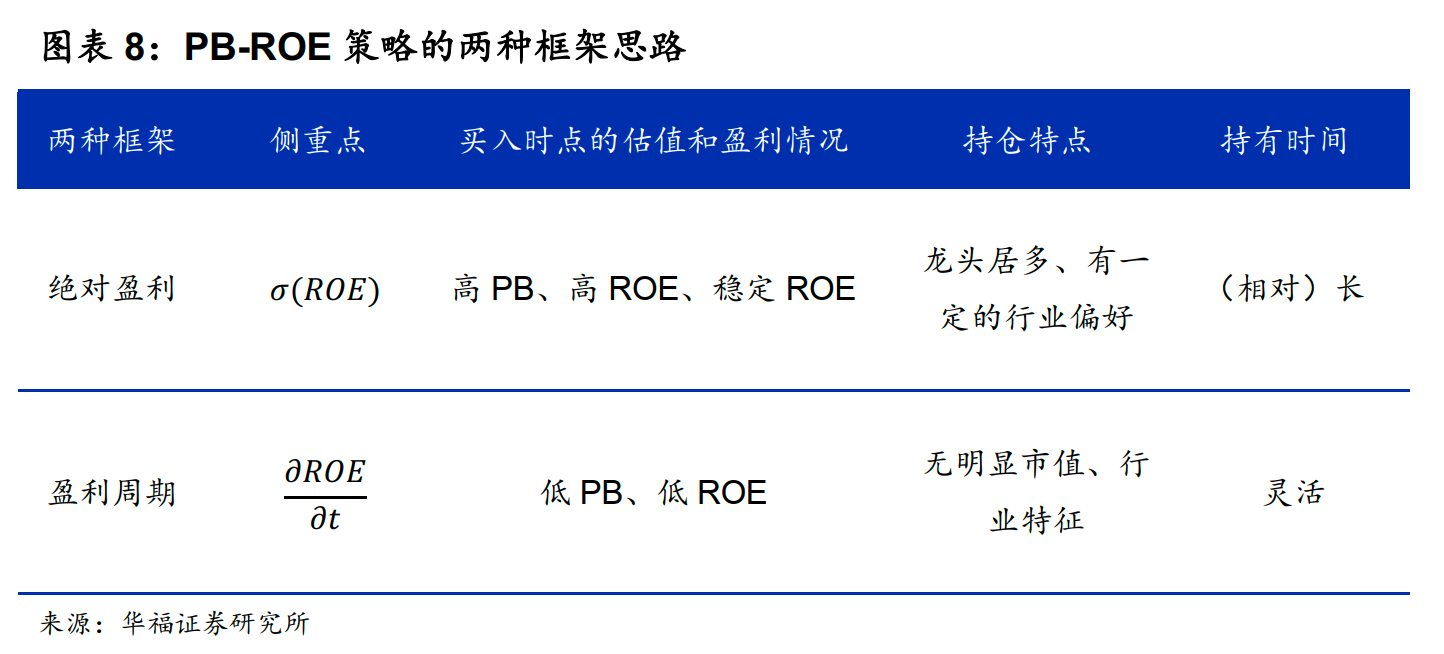 图表 8：PB-ROE 策略的两种框架思路
两种框架 侧重点 买入时点的估值和盈利情况 持仓特点 持有时间
绝对盈利 σ(ROE) 高 PB、高 ROE、稳定 ROE 龙头居多、有一
定的行业偏好 （相对）长
盈利周期 ∂ROE
∂t 低 PB、低 ROE 无明显市值、行
业特征 灵活
来源：华福证券研究所